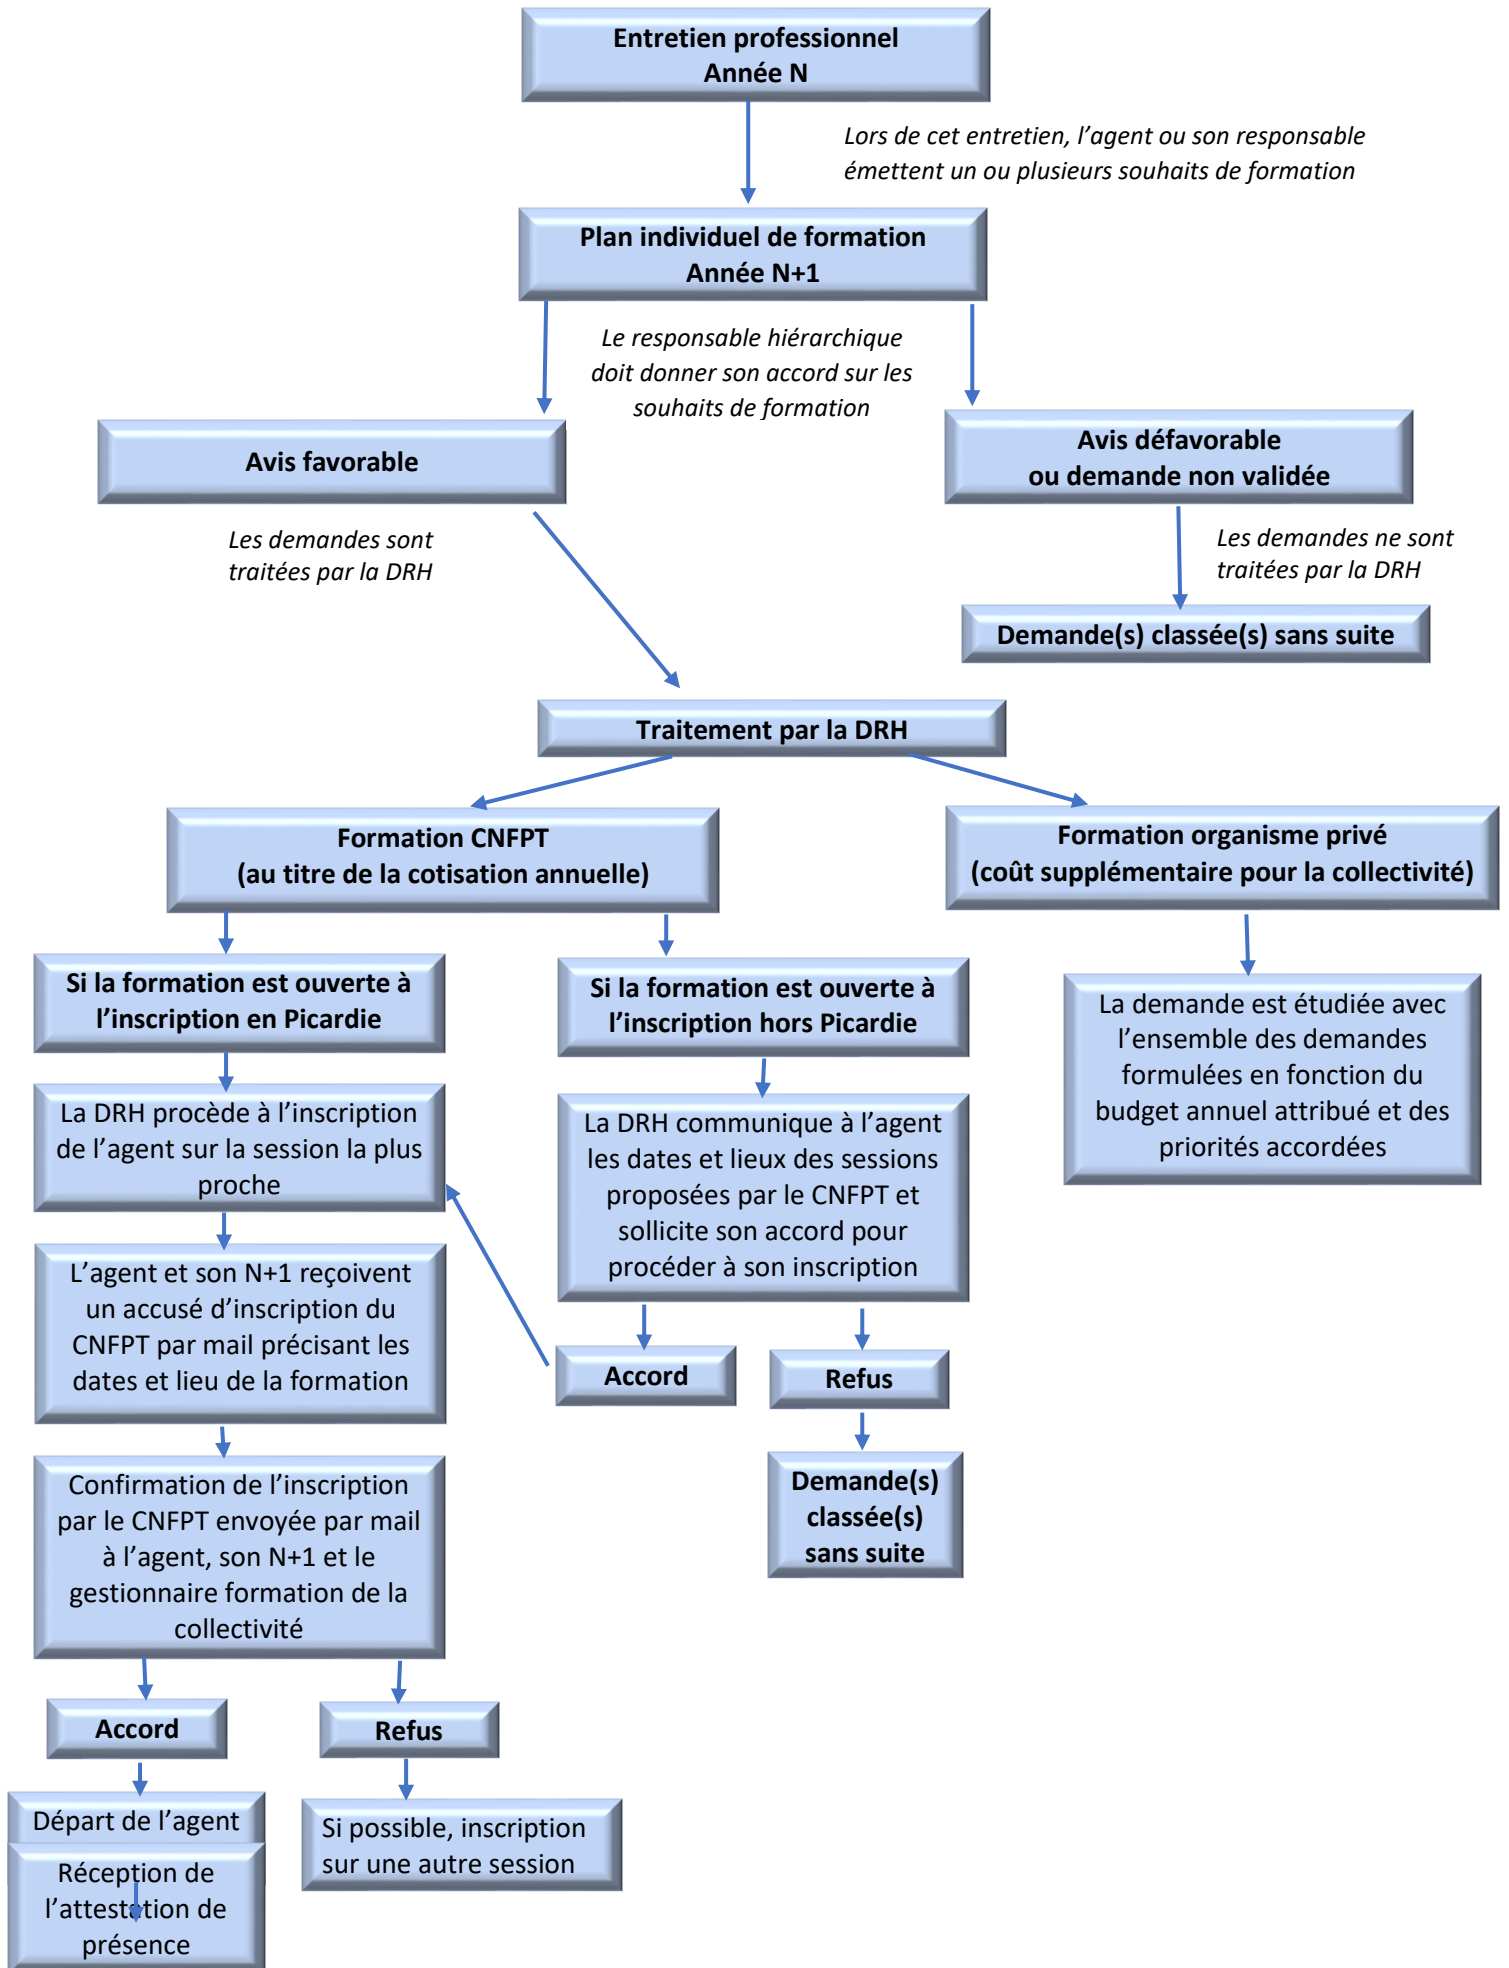 Entretien professionnel
Année N
Lors de cet entretien, l’agent ou son responsable
émettent un ou plusieurs souhaits de formation
Plan individuel de formation
Année N+1
Le responsable hiérarchique
doit donner son accord sur les
souhaits de formation
Avis favorable
Avis défavorable
ou demande non validée
Les demandes sont
traitées par la DRH
Les demandes ne sont
traitées par la DRH
Demande(s) classée(s) sans suite
Traitement par la DRH
Formation CNFPT
(au titre de la cotisation annuelle)
Formation organisme privé
(coût supplémentaire pour la collectivité)
Si la formation est ouverte à
l’inscription en Picardie
Si la formation est ouverte à
l’inscription hors Picardie
La demande est étudiée avec
l’ensemble des demandes
formulées en fonction du
budget annuel attribué et des
priorités accordées
La DRH procède à l’inscription
de l’agent sur la session la plus
proche
La DRH communique à l’agent
les dates et lieux des sessions
proposées par le CNFPT et
sollicite son accord pour
procéder à son inscription
L’agent et son N+1 reçoivent
un accusé d’inscription du
CNFPT par mail précisant les
dates et lieu de la formation
Accord
Refus
Demande(s)
classée(s)
sans suite
Confirmation de l’inscription
par le CNFPT envoyée par mail
à l’agent, son N+1 et le
gestionnaire formation de la
collectivité
Accord
Refus
Départ de l’agent
Réception de
l’attestation de
présence
Si possible, inscription
sur une autre session